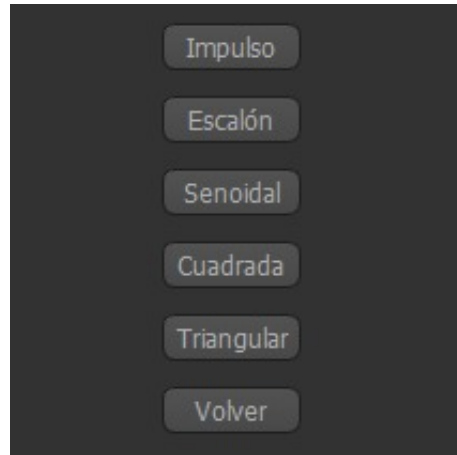 Impulso
Escalón
Senoidal
Cuadrada
Triangular
Volver